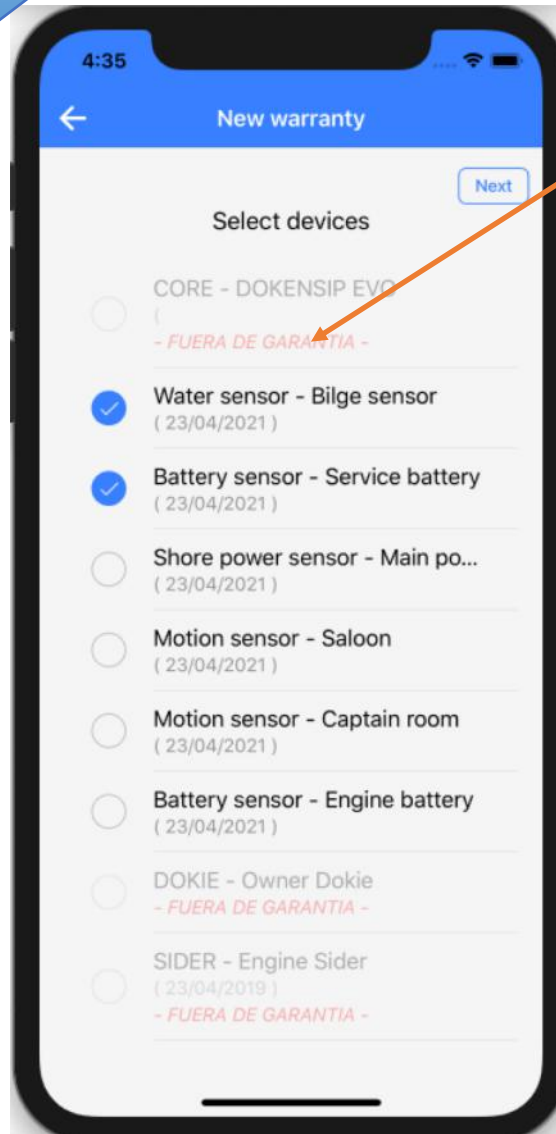 4:35
New warranty
Next
Select devices
CORE - DOKENSIP EVO
(
- FUERA DE GARANTIA -
Water sensor - Bilge sensor
( 23/04/2021 )
Battery sensor - Service battery
( 23/04/2021 )
Shore power sensor - Main po...
( 23/04/2021 )
Motion sensor - Saloon
( 23/04/2021 )
Motion sensor - Captain room
( 23/04/2021 )
Battery sensor - Engine battery
( 23/04/2021 )
DOKIE - Owner Dokie
- FUERA DE GARANTIA -
SIDER - Engine Sider
( 23/04/2019 )
- FUERA DE GARANTIA -